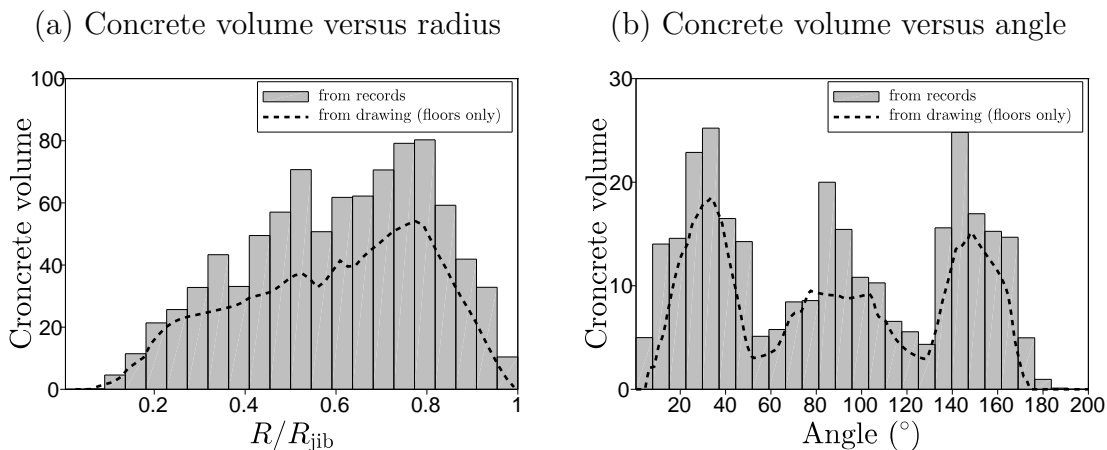 (a) Concrete volume versus radius
100
80
60
40
20
0
Croncrete volume
from records
from drawing (floors only)
0.2 0.4 0.6 0.8 1
R/R_jib
(b) Concrete volume versus angle
30
20
10
0
Croncrete volume
from records
from drawing (floors only)
20 40 60 80 100 120 140 160 180 200
Angle (°)